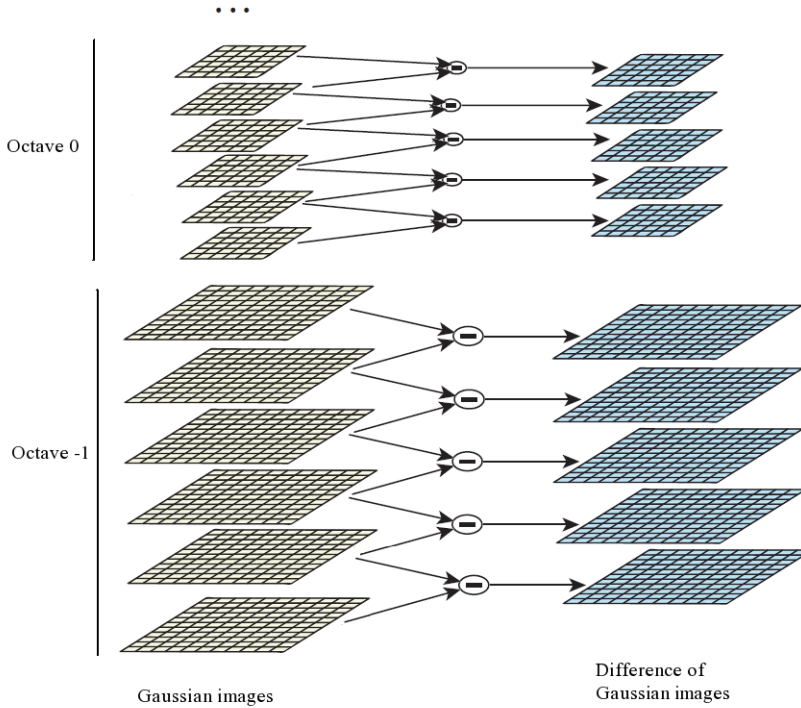 ...
Octave 0
Octave -1
Gaussian images
Difference of
Gaussian images